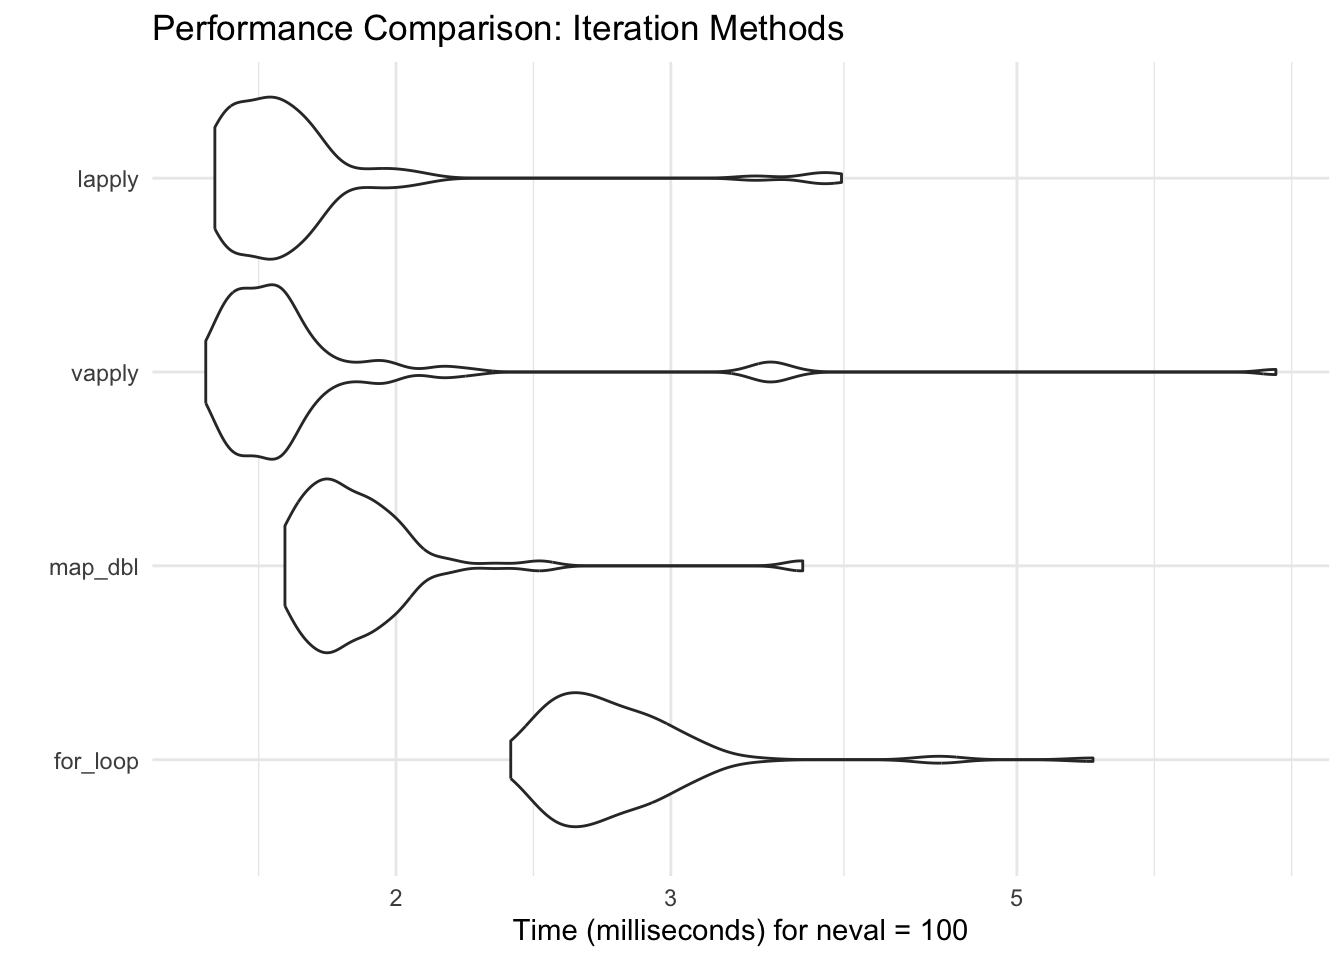 Performance Comparison: Iteration Methods
lapply
vapply
map_dbl
for_loop
2 3 5
Time (milliseconds) for neval = 100